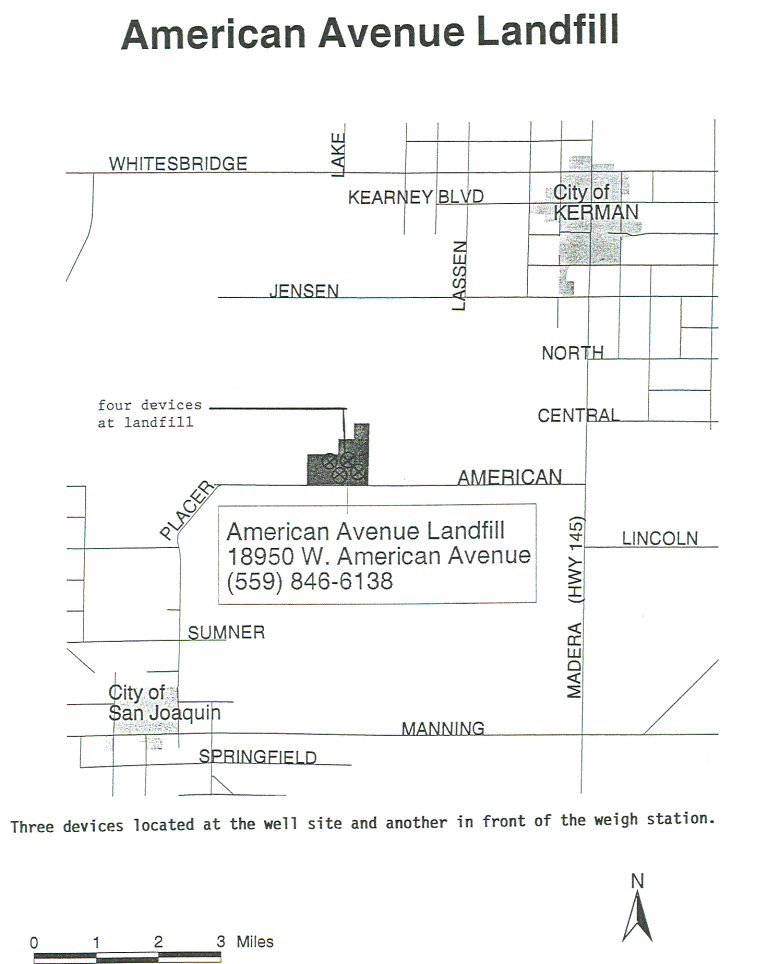 American Avenue Landfill
LAKE
WHITESBRIDGE
KEARNEY BLVD
City of
KERMAN
LASSEN
JENSEN
NORTH
four devices
at landfill
CENTRAL
AMERICAN
PLACER
American Avenue Landfill
18950 W. American Avenue
(559) 846-6138
MADERA (HWY 145)
LINCOLN
SUMNER
City of
San Joaquin
MANNING
SPRINGFIELD
Three devices located at the well site and another in front of the weigh station.
N
0 1 2 3 Miles